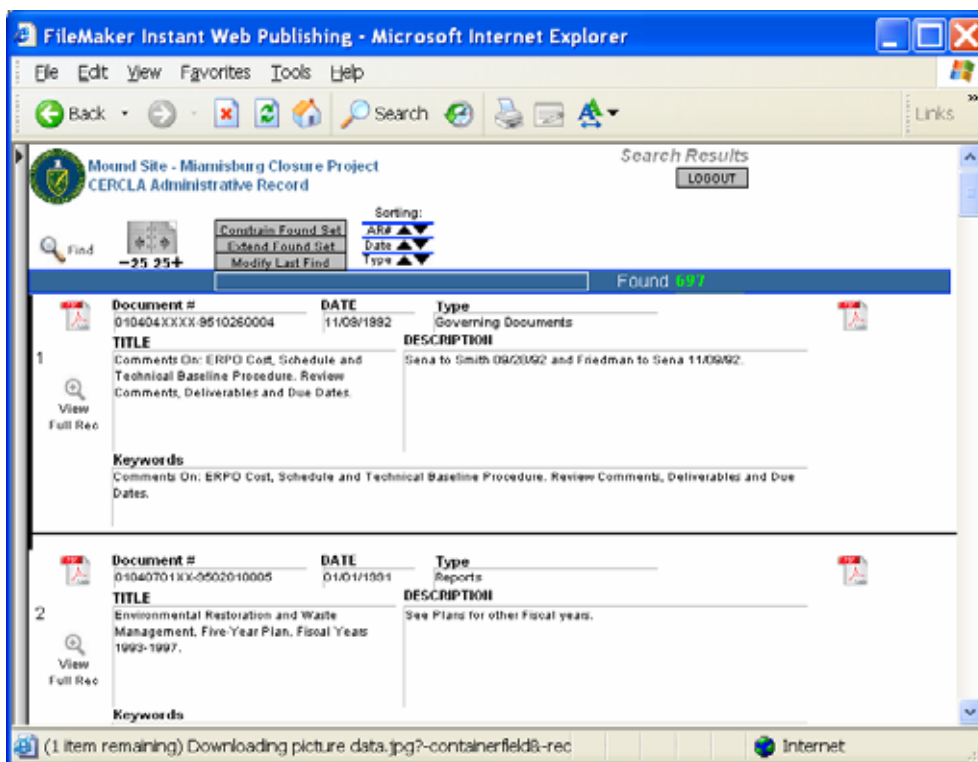 FileMaker Instant Web Publishing - Microsoft Internet Explorer
File Edit View Favorites Tools Help
Back Search Links
Mound Site - Miamisburg Closure Project
CERCLA Administrative Record
Search Results
LOGOUT
Find
-25 25+
Constrain Found Set
Extend Found Set
Modify Last Find
Sorting:
AR#
Date
Type
Found 697
Document # DATE Type
010404XXXX-9510260004 11/09/1992 Governing Documents
TITLE DESCRIPTION
1
Comments On: ERPO Cost, Schedule and
Technical Baseline Procedure. Review
Comments, Deliverables and Due Dates.
Sena to Smith 09/20/92 and Friedman to Sena 11/09/92.
View
Full Rec
Keywords
Comments On: ERPO Cost, Schedule and Technical Baseline Procedure. Review Comments, Deliverables and Due
Dates.
Document # DATE Type
01040701XX-9502010005 01/01/1991 Reports
TITLE DESCRIPTION
2
Environmental Restoration and Waste
Management, Five-Year Plan, Fiscal Years
1993-1997.
See Plans for other Fiscal years.
View
Full Rec
Keywords
(1 item remaining) Downloading picture data.jpg?-containerfield&-rec
Internet